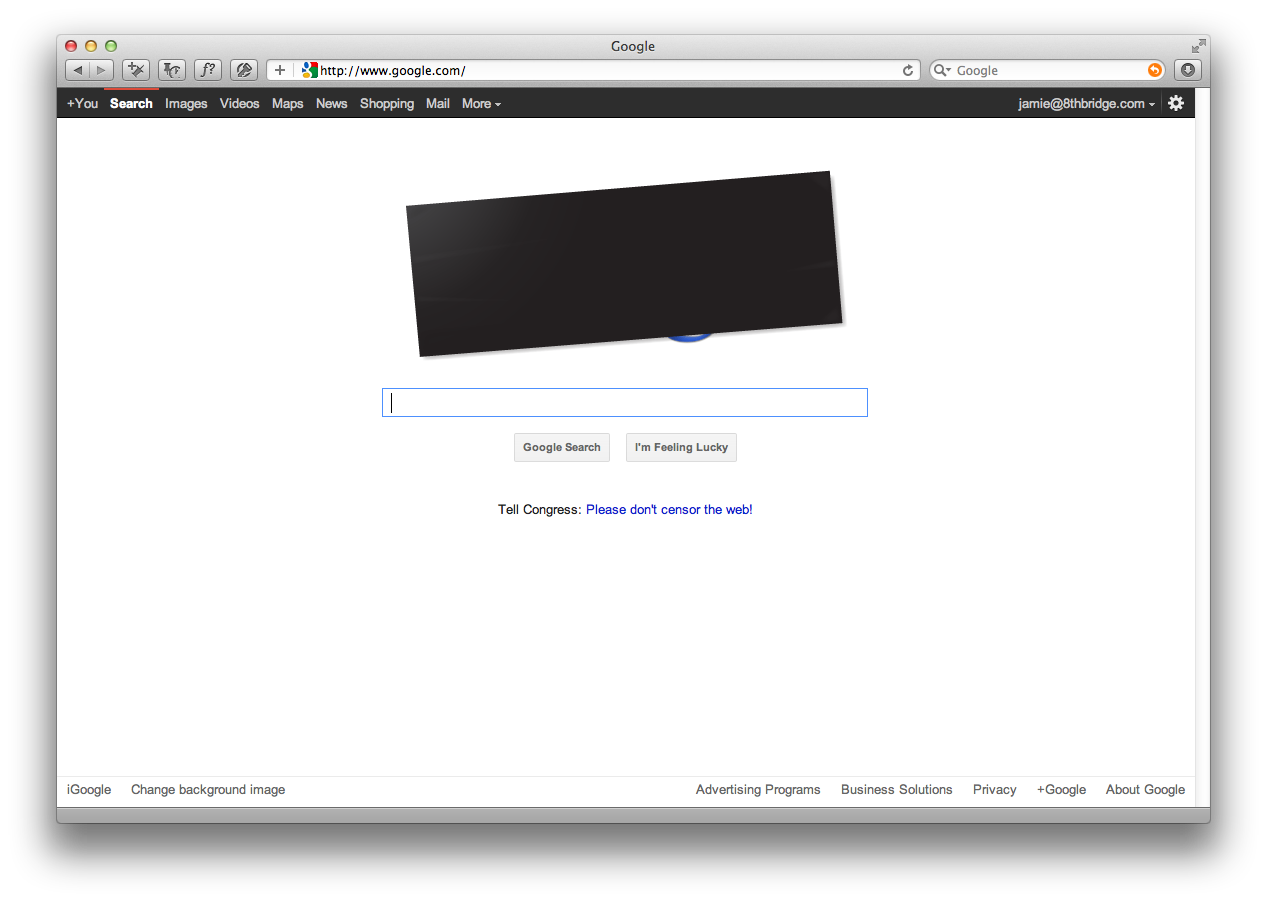 Google
f? + http://www.google.com/ Google
+You Search Images Videos Maps News Shopping Mail More jamie@8thbridge.com
Google Search I'm Feeling Lucky
Tell Congress: Please don't censor the web!
iGoogle Change background image Advertising Programs Business Solutions Privacy +Google About Google